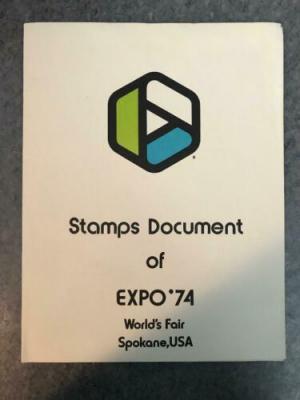 Stamps Document
of
EXPO '74
World's Fair
Spokane,USA